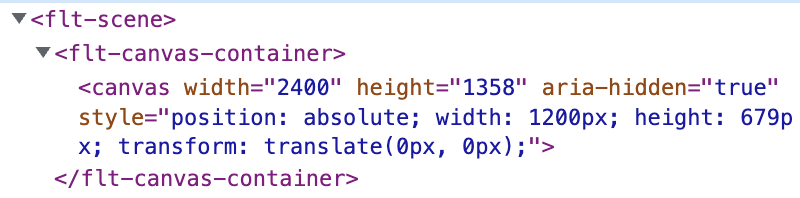 ▼<flt-scene>
▼<flt-canvas-container>
<canvas width="2400" height="1358" aria-hidden="true"
style="position: absolute; width: 1200px; height: 679p
x; transform: translate(0px, 0px);">
</flt-canvas-container>